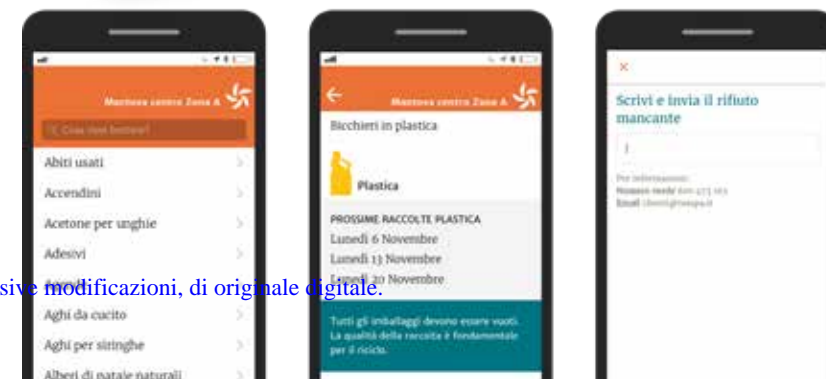 Mantova centro Zona A
Cosa vuoi buttare?
Abiti usati
Accendini
Acetone per unghie
Adesivi
Aghi da cucito
Aghi per siringhe
Alberi di natale naturali
Mantova centro Zona A
Bicchieri in plastica
Plastica
PROSSIME RACCOLTE PLASTICA
Lunedì 6 Novembre
Lunedì 13 Novembre
Lunedì 20 Novembre
Tutti gli imballaggi devono essere vuoti.
La qualità della raccolta è fondamentale
per il riciclo.
Scrivi e invia il rifiuto
mancante
Per informazioni:
Numero verde
Email
sive modificazioni, di originale digitale.